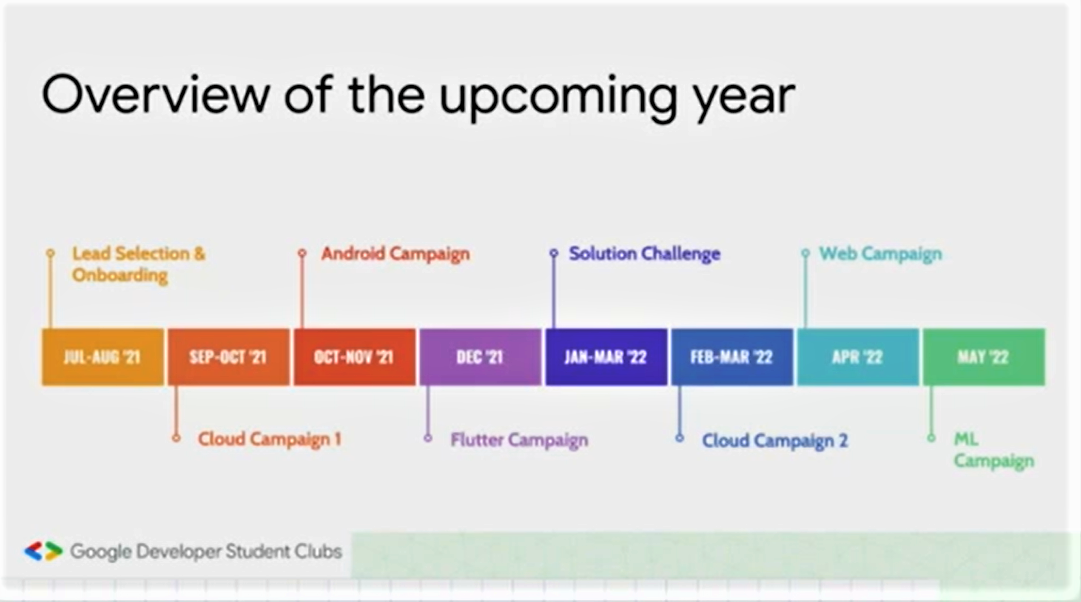 Overview of the upcoming year
Lead Selection &
Onboarding
Android Campaign
Solution Challenge
Web Campaign
JUL-AUG '21
SEP-OCT '21
OCT-NOV '21
DEC '21
JAN-MAR '22
FEB-MAR '22
APR '22
MAY '22
Cloud Campaign 1
Flutter Campaign
Cloud Campaign 2
ML
Campaign
Google Developer Student Clubs